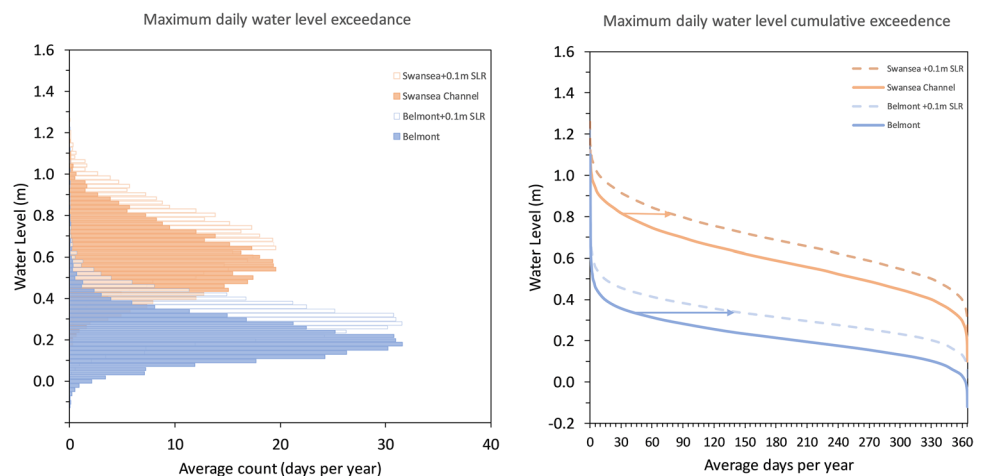 Maximum daily water level exceedance
1.6
1.4
1.2
1.0
0.8
0.6
0.4
0.2
0.0
Water Level (m)
Swansea+0.1m SLR
Swansea Channel
Belmont+0.1m SLR
Belmont
0 10 20 30 40
Average count (days per year)
Maximum daily water level cumulative exceedence
1.6
1.4
1.2
1.0
0.8
0.6
0.4
0.2
0.0
-0.2
Water Level (m)
Swansea +0.1m SLR
Swansea Channel
Belmont +0.1m SLR
Belmont
0 30 60 90 120 150 180 210 240 270 300 330 360
Average days per year